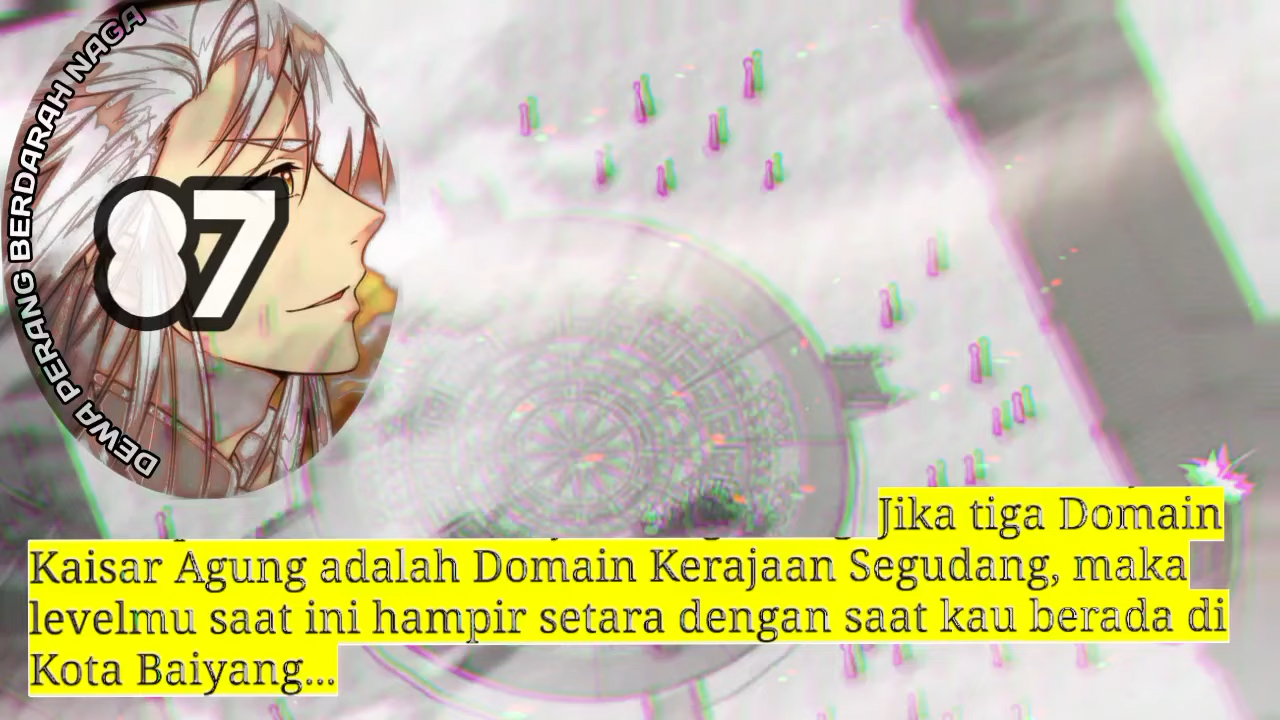 DEWA PERANG BERDARAH NAGA
87
Jika tiga Domain
Kaisar Agung adalah Domain Kerajaan Segudang, maka
levelmu saat ini hampir setara dengan saat kau berada di
Kota Baiyang...